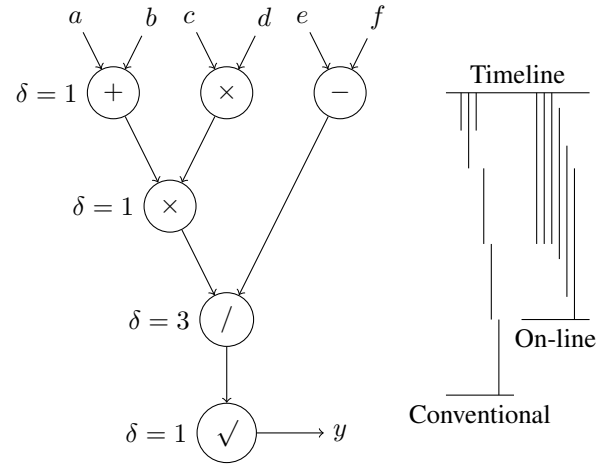 a b c d e f
Timeline
δ = 1 + × −
δ = 1 ×
δ = 3 /
On-line
Conventional
δ = 1 √ y